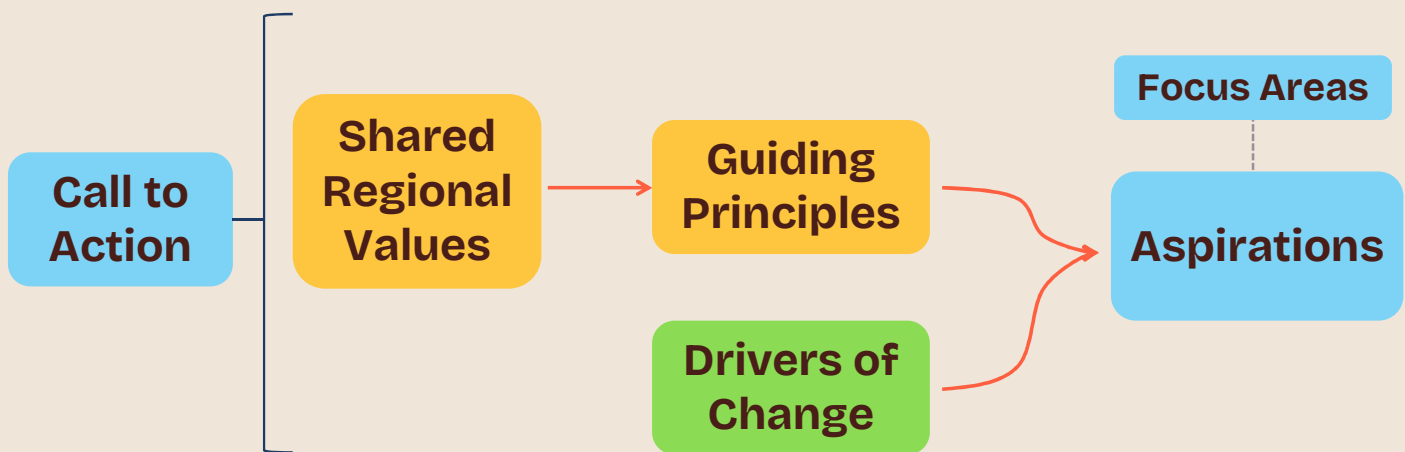 Call to
Action
Shared
Regional
Values
Guiding
Principles
Drivers of
Change
Focus Areas
Aspirations